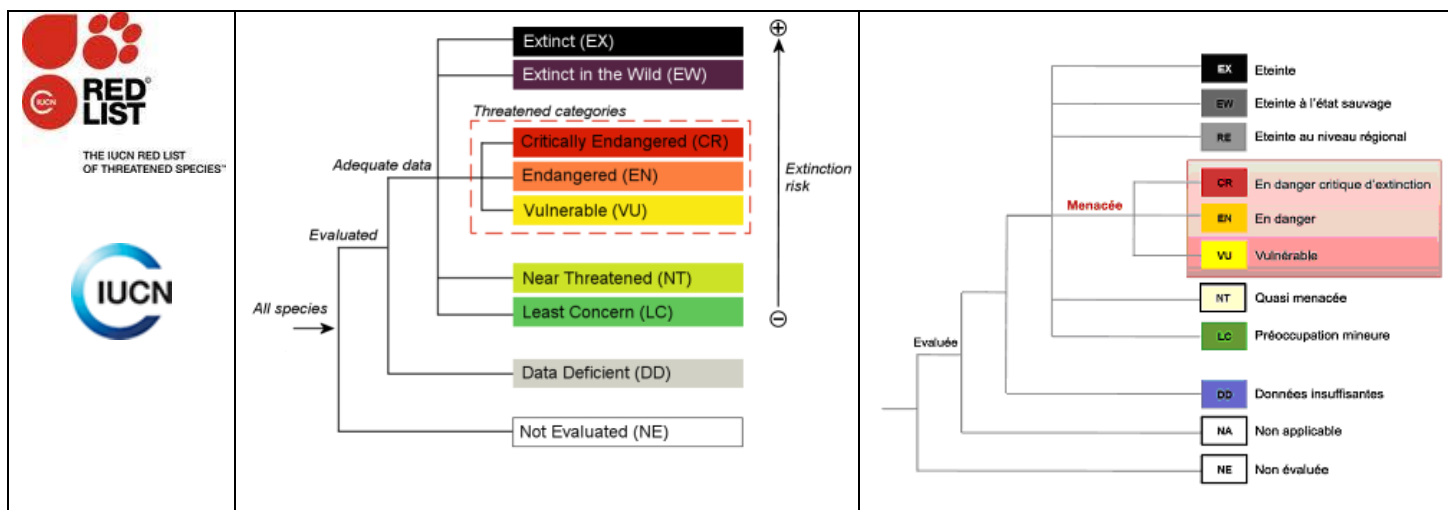 RED
LIST
IUCN
THE IUCN RED LIST
OF THREATENED SPECIES™
IUCN
Extinct (EX)
Extinct in the Wild (EW)
Threatened categories
Critically Endangered (CR)
Adequate data
Endangered (EN)
Extinction
risk
Vulnerable (VU)
Evaluated
Near Threatened (NT)
All species
Least Concern (LC)
Data Deficient (DD)
Not Evaluated (NE)
EX Eteinte
EW Eteinte à l'état sauvage
RE Eteinte au niveau régional
CR En danger critique d'extinction
Menacée
EN En danger
VU Vulnérable
NT Quasi menacée
LC Préoccupation mineure
Evaluée
DD Données insuffisantes
NA Non applicable
NE Non évaluée